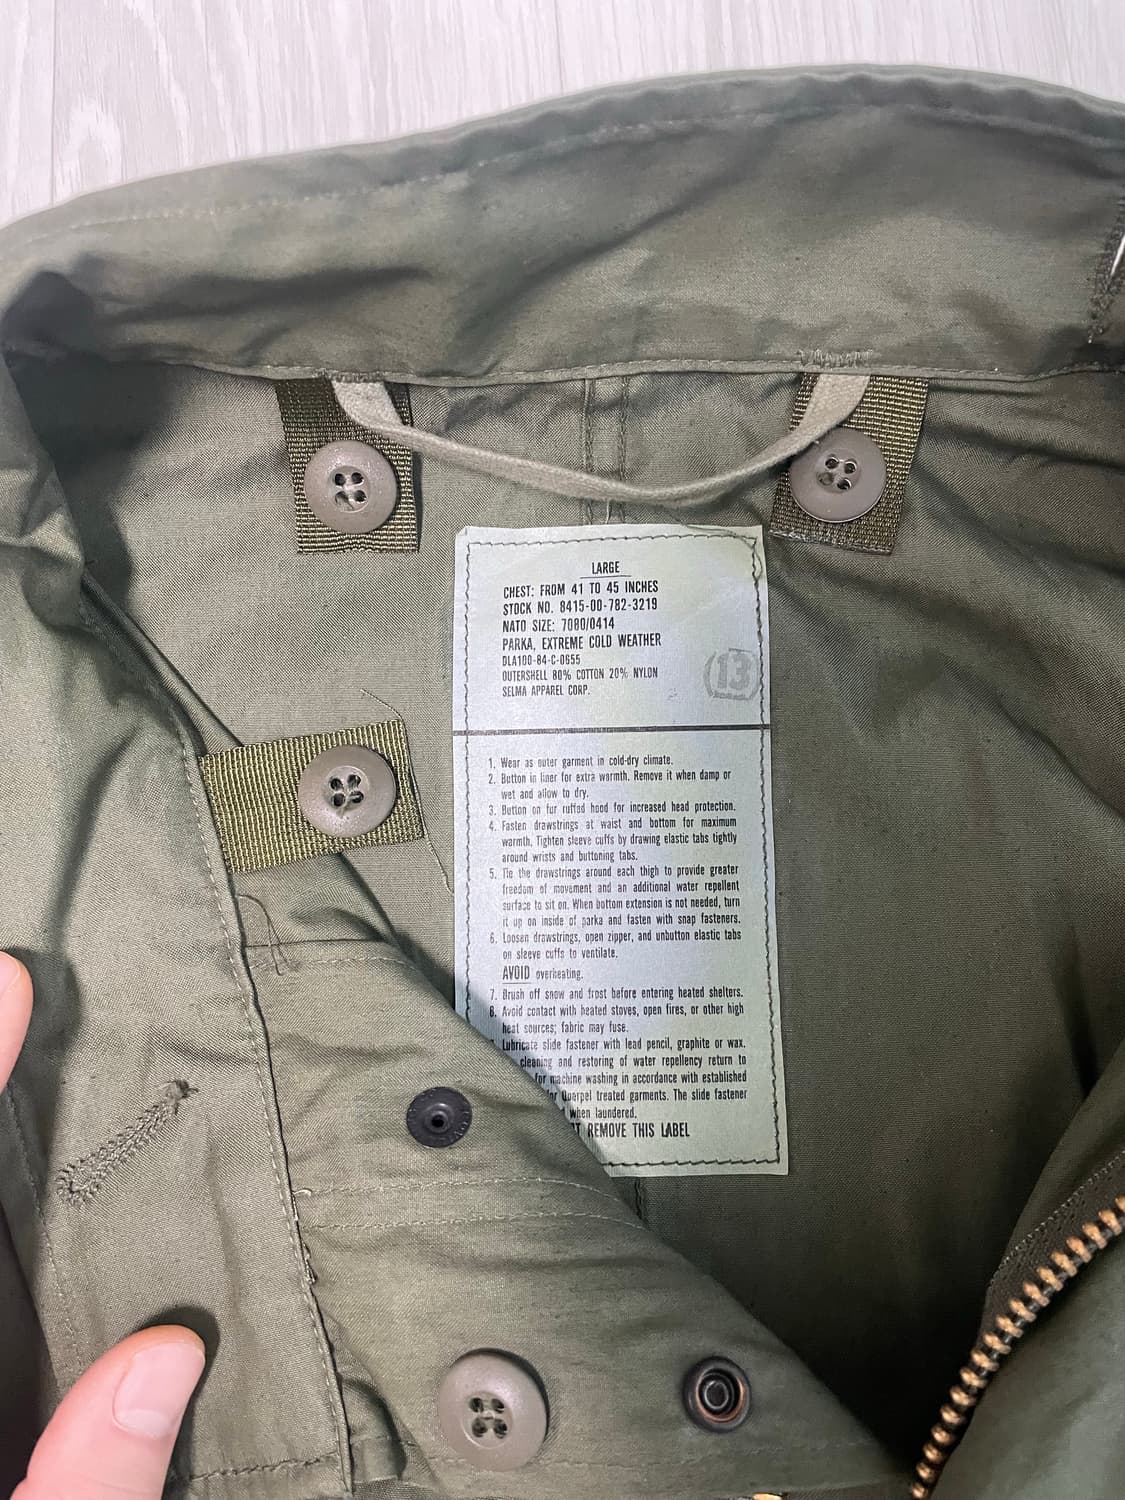 LARGE
CHEST: FROM 41 TO 45 INCHES
STOCK NO. 8415-00-782-3219
NATO SIZE: 7080/0414
PARKA, EXTREME COLD WEATHER
DLA100-84-C-0655
OUTERSHELL 80% COTTON 20% NYLON
SELMA APPAREL CORP.
(13)
1. Wear as outer garment in cold-dry climate.
2. Button in liner for extra warmth. Remove it when damp or
wet and allow to dry.
3. Button on fur ruffed hood for increased head protection.
4. Fasten drawstrings at waist and bottom for maximum
warmth. Tighten sleeve cuffs by drawing elastic tabs tightly
around wrists and buttoning tabs.
5. Tie the drawstrings around each thigh to provide greater
freedom of movement and an additional water repellent
surface to sit on. When bottom extension is not needed, turn
it up on inside of parka and fasten with snap fasteners.
6. Loosen drawstrings, open zipper, and unbutton elastic tabs
on sleeve cuffs to ventilate.
AVOID overheating.
7. Brush off snow and frost before entering heated shelters.
8. Avoid contact with heated stoves, open fires, or other high
heat sources; fabric may fuse.
Lubricate slide fastener with lead pencil, graphite or wax.
cleaning and restoring of water repellency return to
for machine washing in accordance with established
for Quarpel treated garments. The slide fastener
when laundered.
REMOVE THIS LABEL